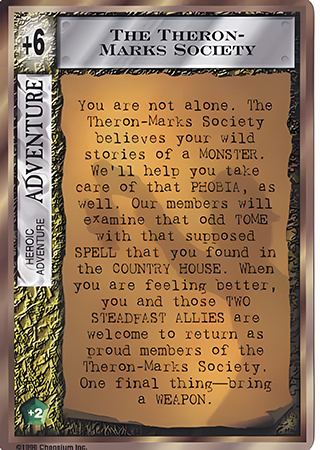 +6
THE THERON-
MARKS SOCIETY
ADVENTURE
HEROIC
ADVENTURE
You are not alone. The
Theron-Marks Society
believes your wild
stories of a MONSTER.
We'll help you take
care of that PHOBIA, as
well. Our members will
examine that odd TOME
with that supposed
SPELL that you found in
the COUNTRY HOUSE. When
you are feeling better,
you and those TWO
STEADFAST ALLIES are
welcome to return as
proud members of the
Theron-Marks Society.
One final thing—bring
a WEAPON.
+2
©1996 Chaosium Inc.